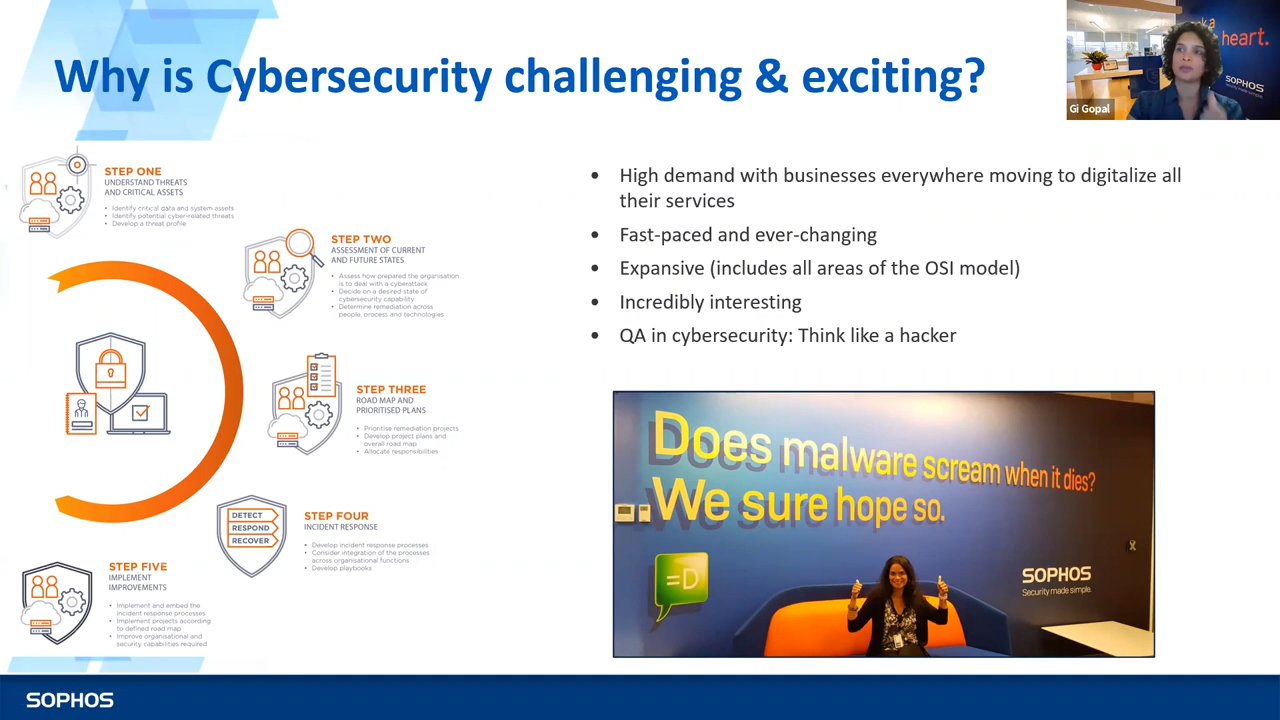 Why is Cybersecurity challenging & exciting?
k a
heart.
SOPHOS
Gi Gopal
STEP ONE
UNDERSTAND THREATS
AND CRITICAL ASSETS
• Identify critical data and system assets
• Identify potential cyber-related threats
• Develop a threat profile
STEP TWO
ASSESSMENT OF CURRENT
AND FUTURE STATES
• Assess how prepared the organisation
is to deal with a cyberattack
• Decide on a desired state of
cybersecurity capability
• Determine remediation across
people, process and technologies
STEP THREE
ROAD MAP AND
PRIORITISED PLANS
• Prioritise remediation projects
• Develop project plans and
overall road map
• Allocate responsibilities
DETECT
RESPOND
RECOVER
STEP FOUR
INCIDENT RESPONSE
• Develop incident response processes
• Consider integration of the processes
across organisational functions
• Develop playbooks
STEP FIVE
IMPLEMENT
IMPROVEMENTS
• Implement and embed the
incident response processes
• Implement projects according
to defined road map
• Improve organisational and
security capabilities required
• High demand with businesses everywhere moving to digitalize all
their services
• Fast-paced and ever-changing
• Expansive (includes all areas of the OSI model)
• Incredibly interesting
• QA in cybersecurity: Think like a hacker
Does malware scream when it dies?
We sure hope so.
=D
SOPHOS
Security made simple.
SOPHOS